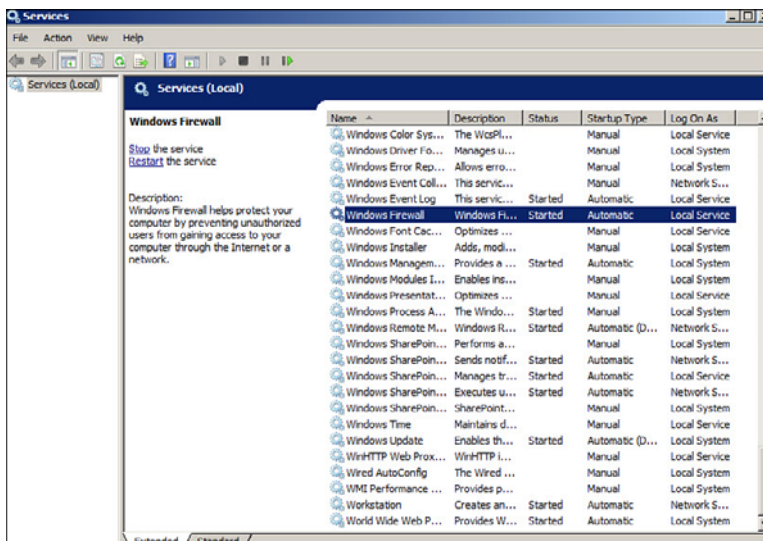 Services
File Action View Help
Services (Local)
Services (Local)
Windows Firewall
Stop the service
Restart the service
Description:
Windows Firewall helps protect your
computer by preventing unauthorized
users from gaining access to your
computer through the Internet or a
network.
Name Description Status Startup Type Log On As
Windows Color Sys... The WcsPl... Manual Local Service
Windows Driver Fo... Manages u... Manual Local System
Windows Error Rep... Allows erro... Manual Local System
Windows Event Coll... This servic... Manual Network S...
Windows Event Log This servic... Started Automatic Local Service
Windows Firewall Windows Fi... Started Automatic Local Service
Windows Font Cac... Optimizes ... Manual Local Service
Windows Installer Adds, modi... Manual Local System
Windows Managem... Provides a ... Started Automatic Local System
Windows Modules I... Enables ins... Manual Local System
Windows Presentat... Optimizes ... Manual Local Service
Windows Process A... The Windo... Started Manual Local System
Windows Remote M... Windows R... Started Automatic (D... Network S...
Windows SharePoin... Performs a... Manual Local System
Windows SharePoin... Sends notif... Started Automatic Network S...
Windows SharePoin... Manages tr... Started Automatic Local Service
Windows SharePoin... Executes u... Started Automatic Network S...
Windows SharePoin... SharePoint... Manual Local System
Windows Time Maintains d... Manual Local Service
Windows Update Enables th... Started Automatic (D... Local System
WinHTTP Web Prox... WinHTTP i... Manual Local Service
Wired AutoConfig The Wired ... Manual Local System
WMI Performance ... Provides p... Manual Local System
Workstation Creates an... Started Automatic Network S...
World Wide Web P... Provides W... Started Automatic Local System
Extended Standard